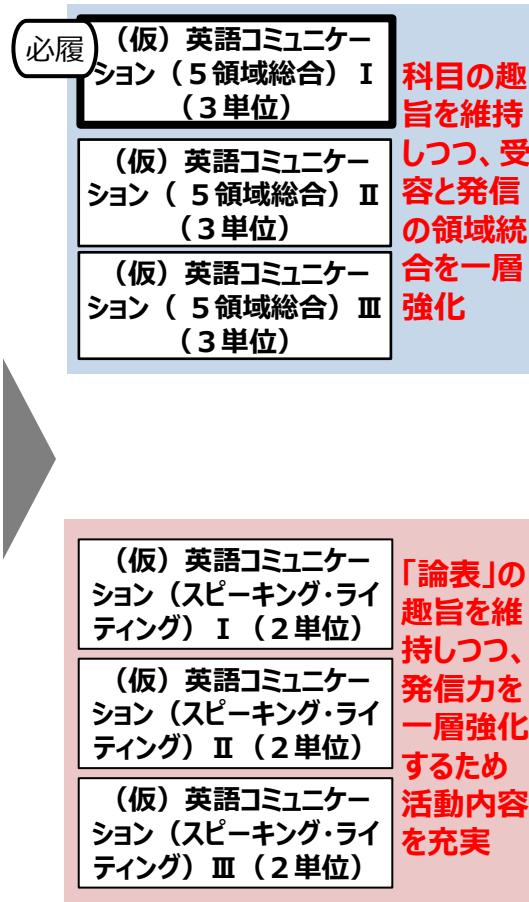 必履
（仮）英語コミュニケー
ション（５領域総合）Ⅰ
（３単位）
（仮）英語コミュニケー
ション（ ５領域総合）Ⅱ
（３単位）
（仮）英語コミュニケー
ション（ ５領域総合）Ⅲ
（３単位）
科目の趣
旨を維持
しつつ、受
容と発信
の領域統
合を一層
強化
（仮）英語コミュニケー
ション（スピーキング・ライ
ティング）Ⅰ（２単位）
（仮）英語コミュニケー
ション（スピーキング・ライ
ティング）Ⅱ（２単位）
（仮）英語コミュニケー
ション（スピーキング・ライ
ティング）Ⅲ（２単位）
「論表」の
趣旨を維
持しつつ、
発信力を
一層強化
するため
活動内容
を充実